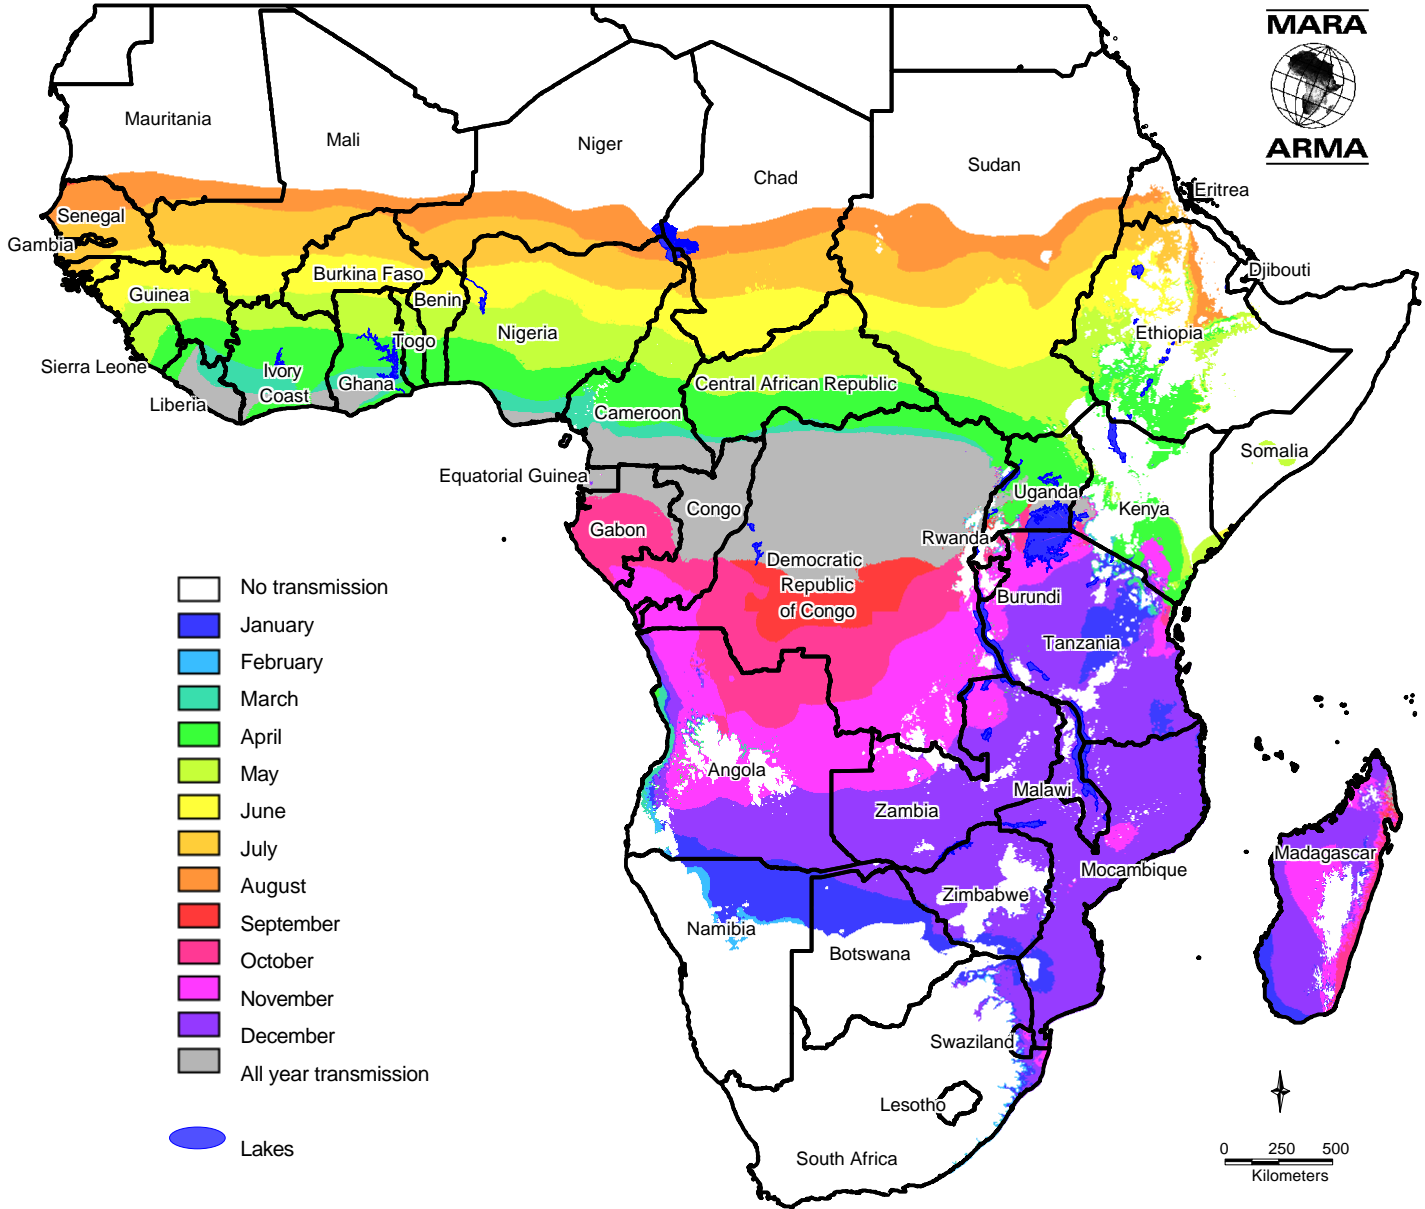 MARA
ARMA
Mauritania
Mali
Niger
Chad
Sudan
Eritrea
Senegal
Gambia
Djibouti
Burkina Faso
Guinea
Benin
Nigeria
Ethiopia
Togo
Sierra Leone
Ivory
Coast
Ghana
Central African Republic
Liberia
Cameroon
Somalia
Equatorial Guinea
Uganda
Congo
Kenya
Gabon
Rwanda
Democratic
Republic
of Congo
Burundi
Tanzania
Angola
Malawi
Zambia
Madagascar
Mocambique
Zimbabwe
Namibia
Botswana
Swaziland
Lesotho
South Africa
No transmission
January
February
March
April
May
June
July
August
September
October
November
December
All year transmission
Lakes
0 250 500
Kilometers